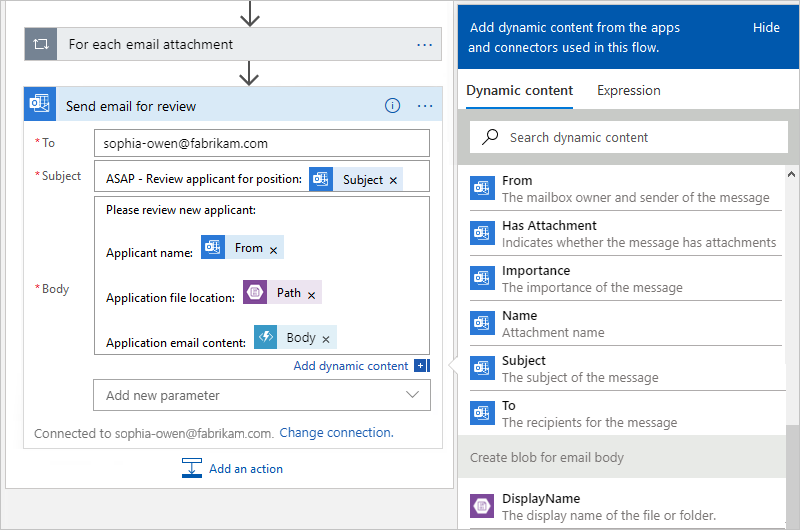 For each email attachment
Send email for review
*To
sophia-owen@fabrikam.com
*Subject
ASAP - Review applicant for position: Subject ×
*Body
Please review new applicant:
Applicant name: From ×
Application file location: Path ×
Application email content: Body ×
Add dynamic content
Add new parameter
Connected to sophia-owen@fabrikam.com. Change connection.
Add an action
Add dynamic content from the apps
and connectors used in this flow.
Hide
Dynamic content
Expression
Search dynamic content
From
The mailbox owner and sender of the message
Has Attachment
Indicates whether the message has attachments
Importance
The importance of the message
Name
Attachment name
Subject
The subject of the message
To
The recipients for the message
Create blob for email body
DisplayName
The display name of the file or folder.